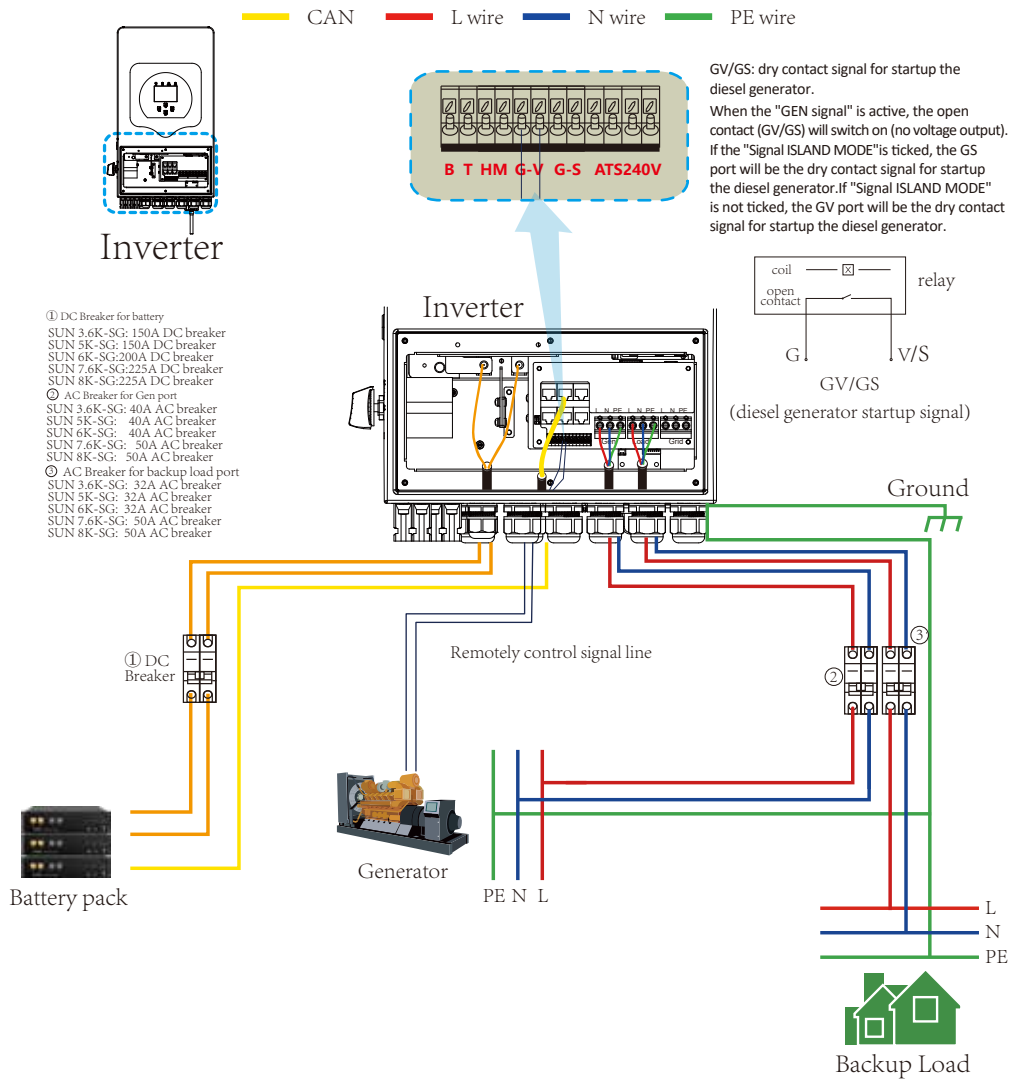 CAN L wire N wire PE wire
GV/GS: dry contact signal for startup the
diesel generator.
When the "GEN signal" is active, the open
contact (GV/GS) will switch on (no voltage output).
If the "Signal ISLAND MODE"is ticked, the GS
port will be the dry contact signal for startup
the diesel generator.If "Signal ISLAND MODE"
is not ticked, the GV port will be the dry contact
signal for startup the diesel generator.
B T HM G-V G-S ATS240V
Inverter
coil
open
contact
relay
G V/S
GV/GS
(diesel generator startup signal)
① DC Breaker for battery
SUN 3.6K-SG: 150A DC breaker
SUN 5K-SG: 150A DC breaker
SUN 6K-SG:200A DC breaker
SUN 7.6K-SG:225A DC breaker
SUN 8K-SG:225A DC breaker
② AC Breaker for Gen port
SUN 3.6K-SG: 40A AC breaker
SUN 5K-SG: 40A AC breaker
SUN 6K-SG: 40A AC breaker
SUN 7.6K-SG: 50A AC breaker
SUN 8K-SG: 50A AC breaker
③ AC Breaker for backup load port
SUN 3.6K-SG: 32A AC breaker
SUN 5K-SG: 32A AC breaker
SUN 6K-SG: 32A AC breaker
SUN 7.6K-SG: 50A AC breaker
SUN 8K-SG: 50A AC breaker
Inverter
L N PE L N PE L N PE
Gen Load Grid
Ground
① DC
Breaker
Remotely control signal line
②
③
Battery pack
Generator
PE N L
L
N
PE
Backup Load